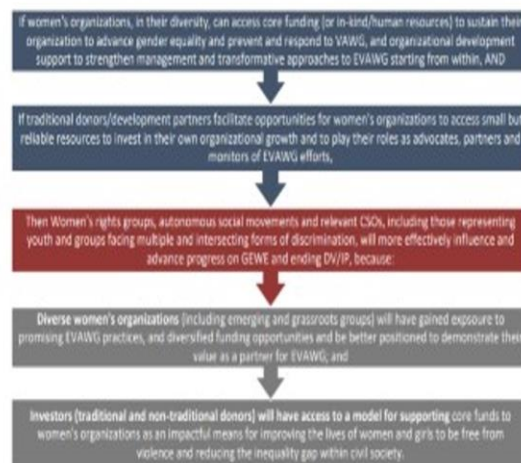 If women's organizations, in their diversity, can access core funding (or in-kind/human resources) to sustain their
organization to advance gender equality and prevent and respond to VAWG, and organizational development
support to strengthen management and transformative approaches to EVAWG starting from within, AND
If traditional donors/development partners facilitate opportunities for women's organizations to access small but
reliable resources to invest in their own organizational growth and to play their roles as advocates, partners and
monitors of EVAWG efforts,
Then Women's rights groups, autonomous social movements and relevant CSOs, including those representing
youth and groups facing multiple and intersecting forms of discrimination, will more effectively influence and
advance progress on GEWE and ending DV/IP, because:
Diverse women's organizations (including emerging and grassroots groups) will have gained exposure to
promising EVAWG practices, and diversified funding opportunities and be better positioned to demonstrate their
value as a partner for EVAWG; and
Investors (traditional and non-traditional donors) will have access to a model for supporting core funds to
women's organizations as an impactful means for improving the lives of women and girls to be free from
violence and reducing the inequality gap within civil society.